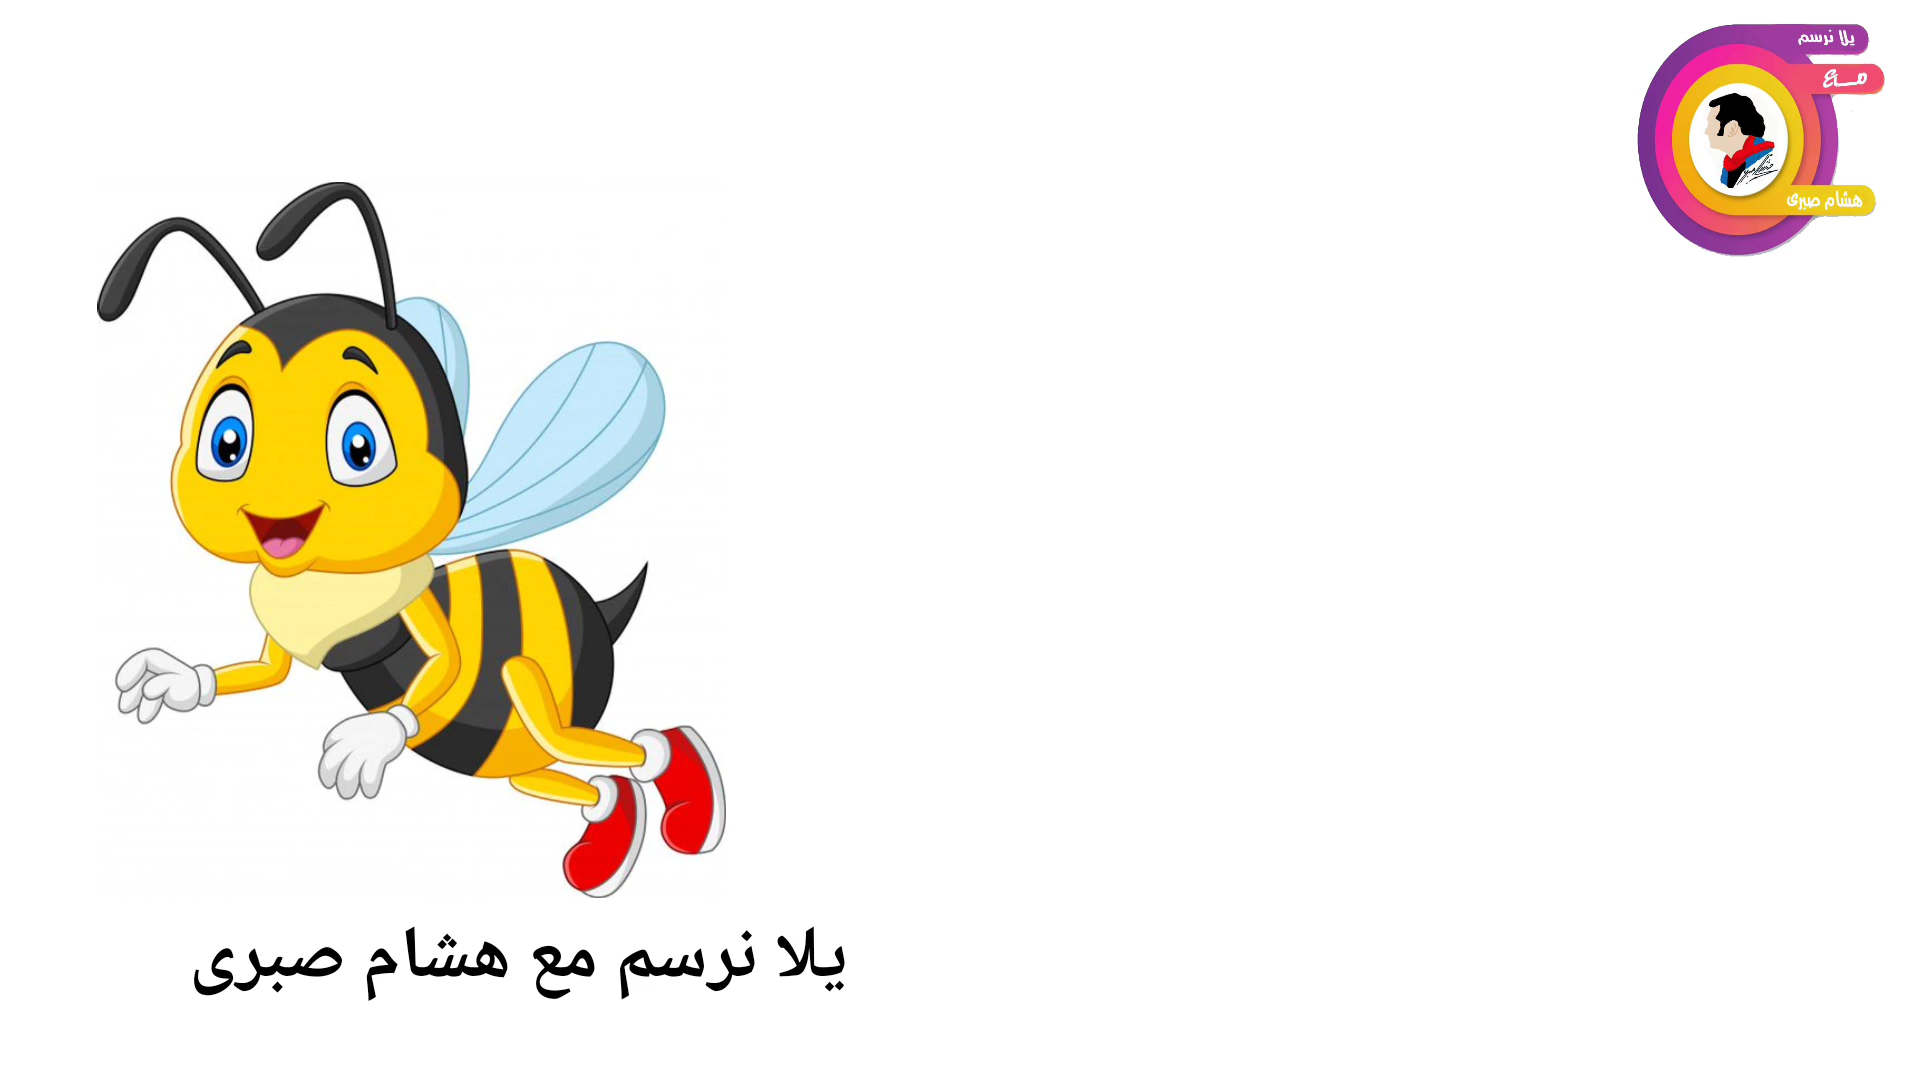 يلا نرسم
مع
هشام صبرى
يلا نرسم مع هشام صبرى